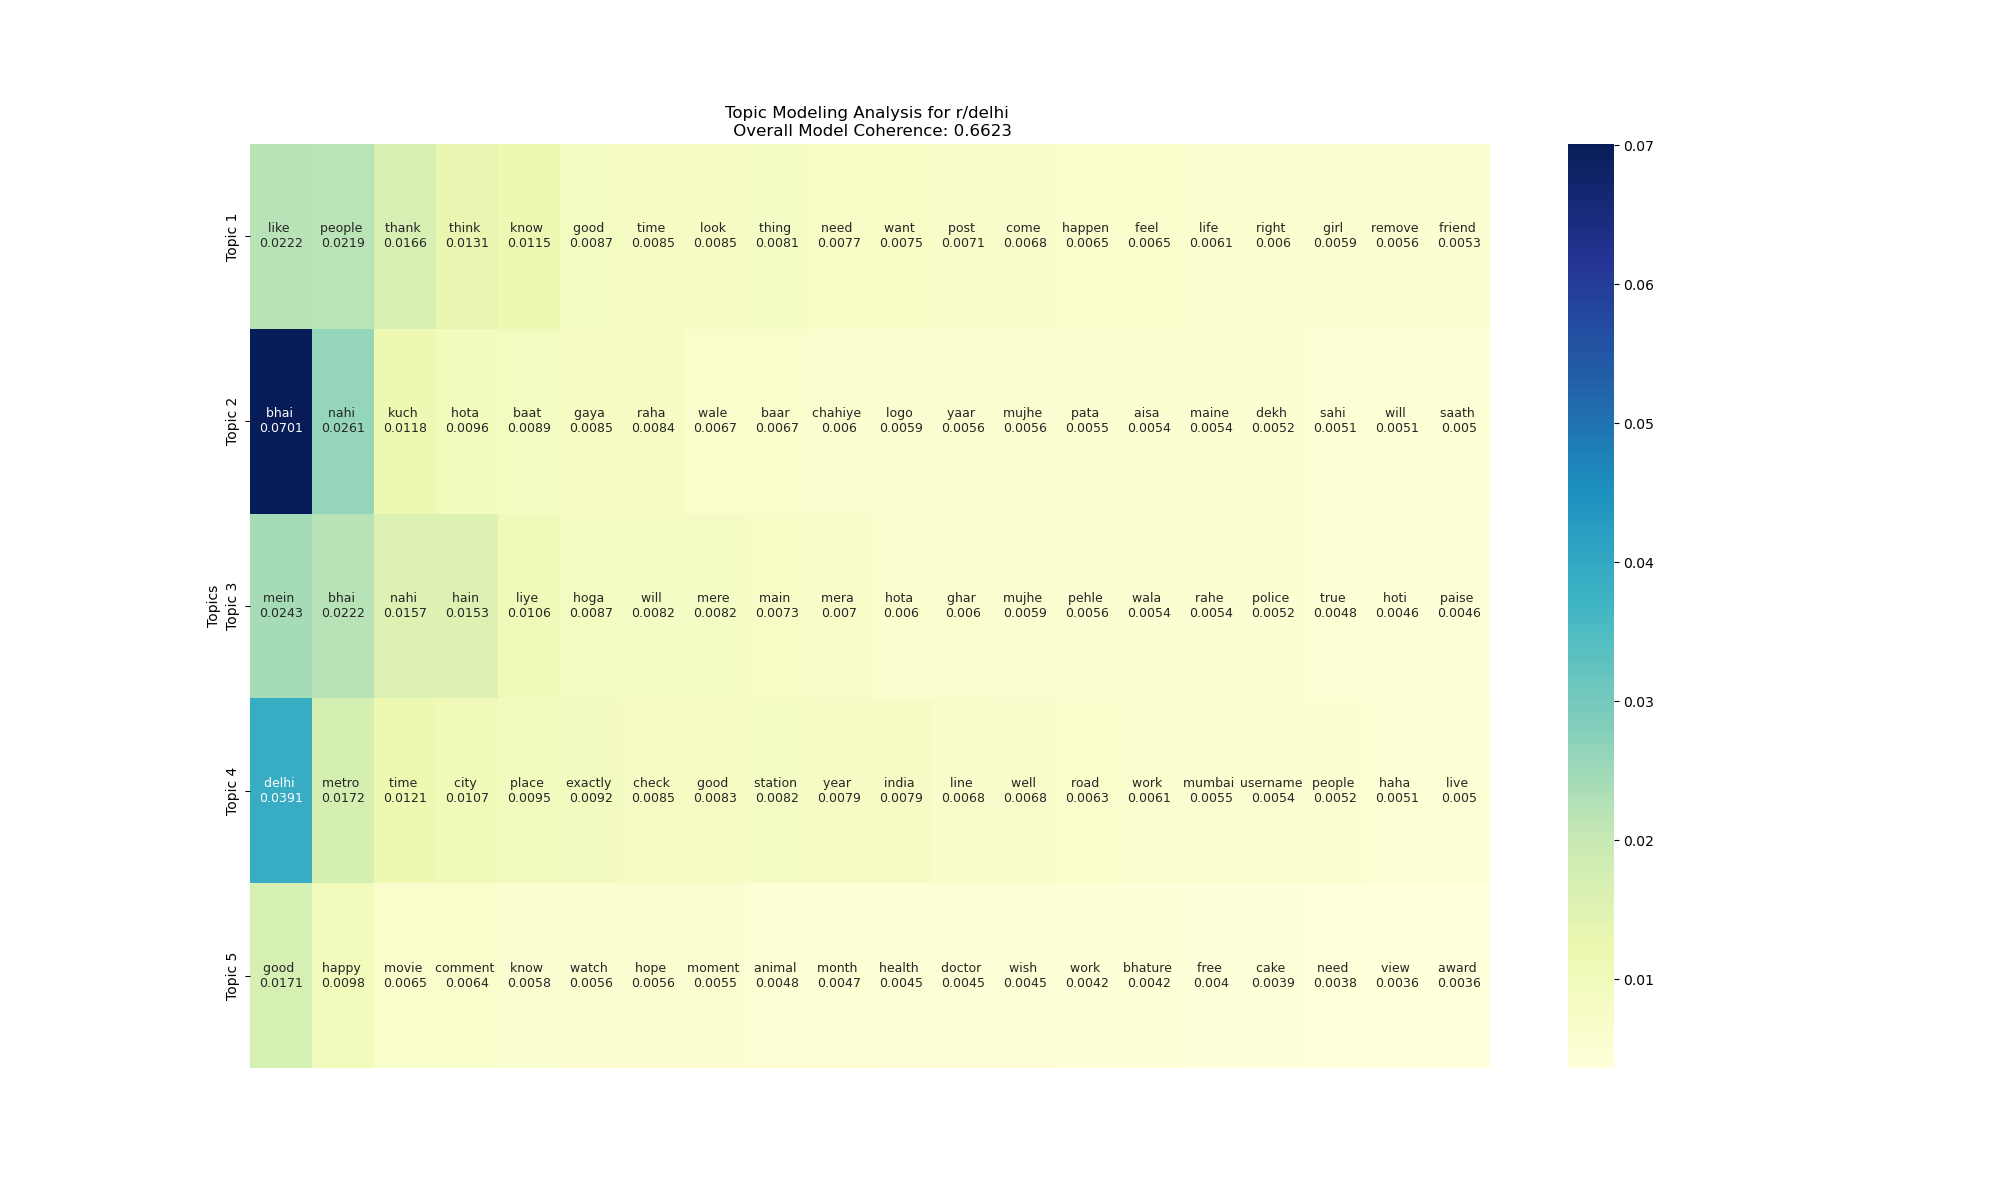 Topic Modeling Analysis for r/delhi
Overall Model Coherence: 0.6623
Topics
Topic 1
like people thank think know good time look thing need want post come happen feel life right girl remove friend
0.0222 0.0219 0.0166 0.0131 0.0115 0.0087 0.0085 0.0085 0.0081 0.0077 0.0075 0.0071 0.0068 0.0065 0.0065 0.0061 0.006 0.0059 0.0056 0.0053
Topic 2
bhai nahi kuch hota baat gaya raha wale baar chahiye logo yaar mujhe pata aisa maine dekh sahi will saath
0.0701 0.0261 0.0118 0.0096 0.0089 0.0085 0.0084 0.0067 0.0067 0.006 0.0059 0.0056 0.0056 0.0055 0.0054 0.0054 0.0052 0.0051 0.0051 0.005
Topic 3
mein bhai nahi hain liye hoga will mere main mera hota ghar mujhe pehle wala rahe police true hoti paise
0.0243 0.0222 0.0157 0.0153 0.0106 0.0087 0.0082 0.0082 0.0073 0.007 0.006 0.006 0.0059 0.0056 0.0054 0.0054 0.0052 0.0048 0.0046 0.0046
Topic 4
delhi metro time city place exactly check good station year india line well road work mumbai username people haha live
0.0391 0.0172 0.0121 0.0107 0.0095 0.0092 0.0085 0.0083 0.0082 0.0079 0.0079 0.0068 0.0068 0.0063 0.0061 0.0055 0.0054 0.0052 0.0051 0.005
Topic 5
good happy movie comment know watch hope moment animal month health doctor wish work bhature free cake need view award
0.0171 0.0098 0.0065 0.0064 0.0058 0.0056 0.0056 0.0055 0.0048 0.0047 0.0045 0.0045 0.0045 0.0042 0.0042 0.004 0.0039 0.0038 0.0036 0.0036
0.07
0.06
0.05
0.04
0.03
0.02
0.01